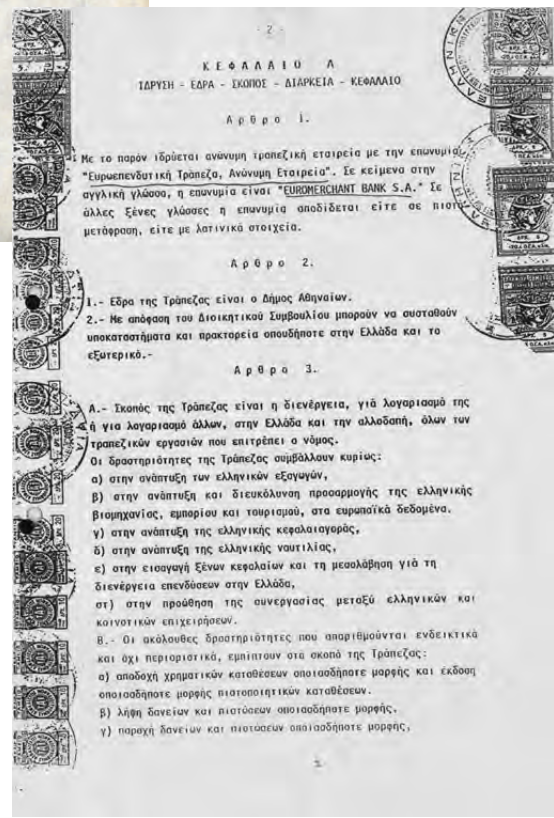 - 2 -
Κ Ε Φ Α Λ Α Ι Ο Α
ΙΔΡΥΣΗ - ΕΔΡΑ - ΣΚΟΠΟΣ - ΔΙΑΡΚΕΙΑ - ΚΕΦΑΛΑΙΟ
Α ρ θ ρ ο 1.
Με το παρόν ιδρύεται ανώνυμη τραπεζική εταιρεία με την επωνυμία
"Ευρωεπενδυτική Τράπεζα, Ανώνυμη Εταιρεία". Σε κείμενα στην
αγγλική γλώσσα, η επωνυμία είναι "EUROMERCHANT BANK S.A." Σε
άλλες ξένες γλώσσες η επωνυμία αποδίδεται είτε σε πιστή
μετάφραση, είτε με λατινικά στοιχεία.
Α ρ θ ρ ο 2.
1.- Εδρα της Τράπεζας είναι ο Δήμος Αθηναίων.
2.- Με απόφαση του Διοικητικού Συμβουλίου μπορούν να συσταθούν
υποκαταστήματα και πρακτορεία οπουδήποτε στην Ελλάδα και το
εξωτερικό.-
Α ρ θ ρ ο 3.
Α.- Σκοπός της Τράπεζας είναι η διενέργεια, γιά λογαριασμό της
ή για λογαριασμό άλλων, στην Ελλάδα και την αλλοδαπή, όλων των
τραπεζικών εργασιών που επιτρέπει ο νόμος.
Οι δραστηριότητες της Τράπεζας συμβάλλουν κυρίως:
α) στην ανάπτυξη των ελληνικών εξαγωγών,
β) στην ανάπτυξη και διευκόλυνση προσαρμογής της ελληνικής
βιομηχανίας, εμπορίου και τουρισμού, στα ευρωπαϊκά δεδομένα.
γ) στην ανάπτυξη της ελληνικής κεφαλαιαγοράς,
δ) στην ανάπτυξη της ελληνικής ναυτιλίας,
ε) στην εισαγωγή ξένων κεφαλαίων και τη μεσολάβηση γιά τη
διενέργεια επενδύσεων στην Ελλάδα,
στ) στην προώθηση της συνεργασίας μεταξύ ελληνικών και
κοινοτικών επιχειρήσεων.
Β.- Οι ακόλουθες δραστηριότητες που απαριθμούνται ενδεικτικά
και όχι περιοριστικά, εμπίπτουν στο σκοπό της Τράπεζας:
α) αποδοχή χρηματικών καταθέσεων οποιασδήποτε μορφής και έκδοση
οποιασδήποτε μορφής πιστοποιητικών καταθέσεων.
β) λήψη δανείων και πιστώσεων οποιασδήποτε μορφής,
γ) παροχή δανείων και πιστώσεων οποιασδήποτε μορφής,